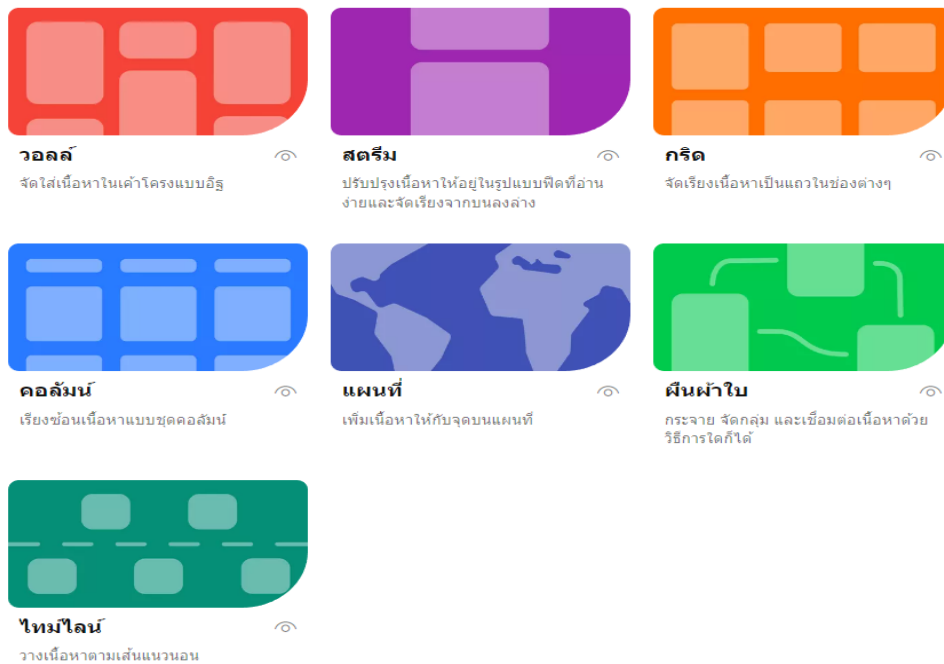 วอลล์
จัดใส่เนื้อหาในเค้าโครงแบบอิฐ
สตรีม
ปรับปรุงเนื้อหาให้อยู่ในรูปแบบฟีดที่อ่าน
ง่ายและจัดเรียงจากบนลงล่าง
กริด
จัดเรียงเนื้อหาเป็นแถวในช่องต่างๆ
คอลัมน์
เรียงซ้อนเนื้อหาแบบชุดคอลัมน์
แผนที่
เพิ่มเนื้อหาให้กับจุดบนแผนที่
ผืนผ้าใบ
กระจาย จัดกลุ่ม และเชื่อมต่อเนื้อหาด้วย
วิธีการใดก็ได้
ไทม์ไลน์
วางเนื้อหาตามเส้นแนวนอน